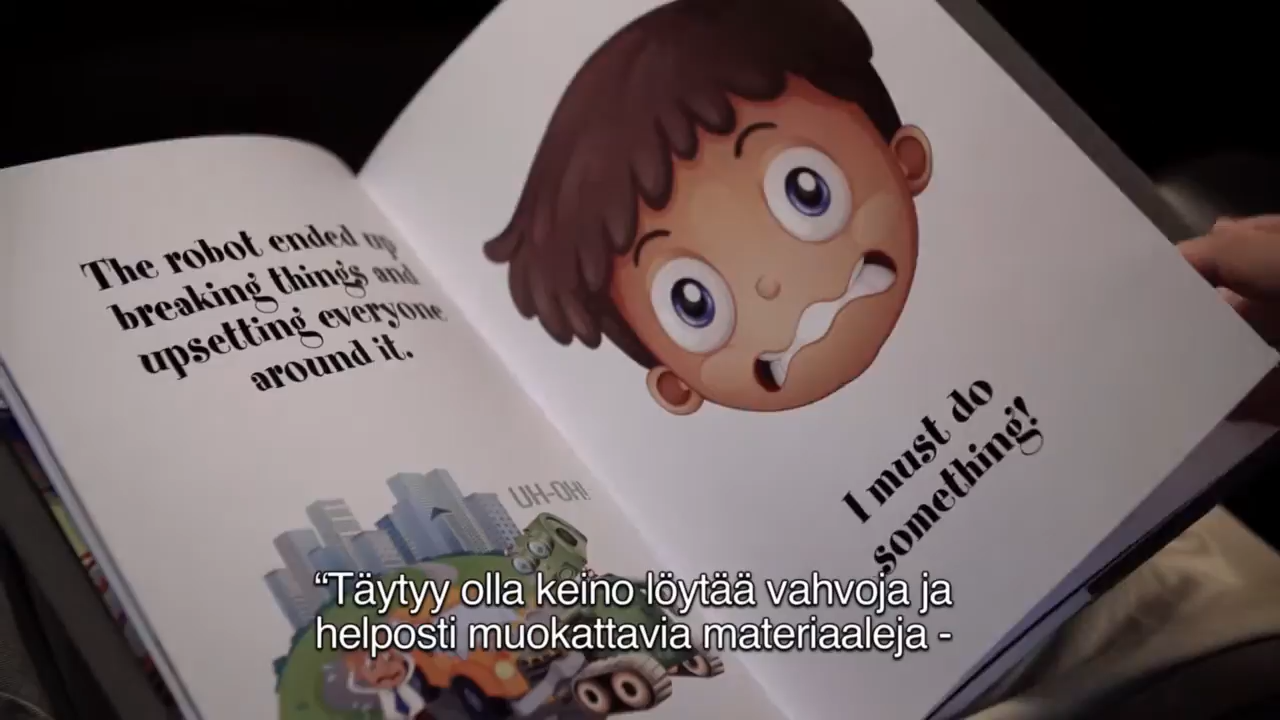 The robot ended up
breaking things and
upsetting everyone
around it.
UH-OH!
I must do
something!
“Täytyy olla keino löytää vahvoja ja
helposti muokattavia materiaaleja -